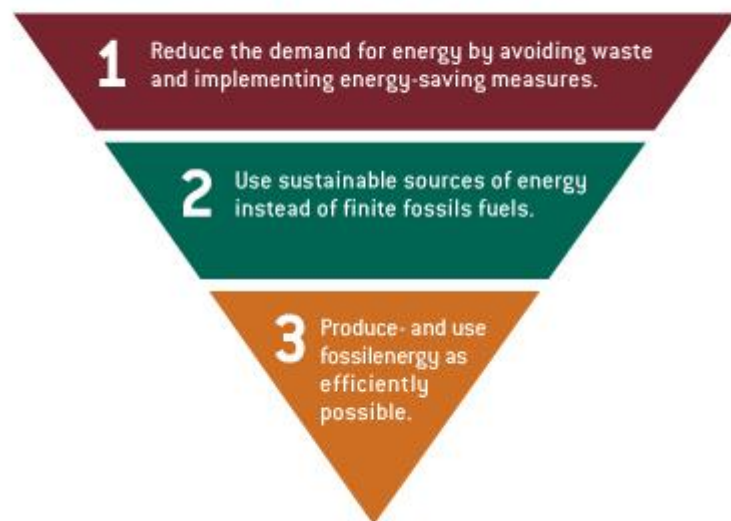 1
Reduce the demand for energy by avoiding waste
and implementing energy-saving measures.
2
Use sustainable sources of energy
instead of finite fossils fuels.
3
Produce- and use
fossilenergy as
efficiently
possible.